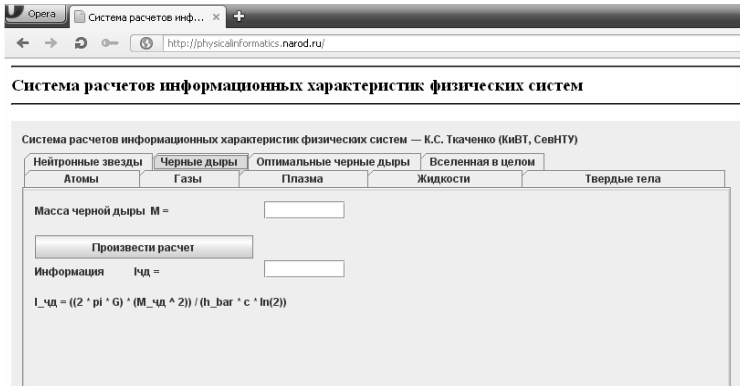 Opera
Система расчетов инф...
http://physicalinformatics.narod.ru/
Система расчетов информационных характеристик физических систем
Система расчетов информационных характеристик физических систем — К.С. Ткаченко (КиВТ, СевНТУ)
Нейтронные звезды Черные дыры Оптимальные черные дыры Вселенная в целом
Атомы Газы Плазма Жидкости Твердые тела
Масса черной дыры M =
Произвести расчет
Информация Iчд =
I_чд = ((2 * pi * G) * (M_чд ^ 2)) / (h_bar * c * ln(2))